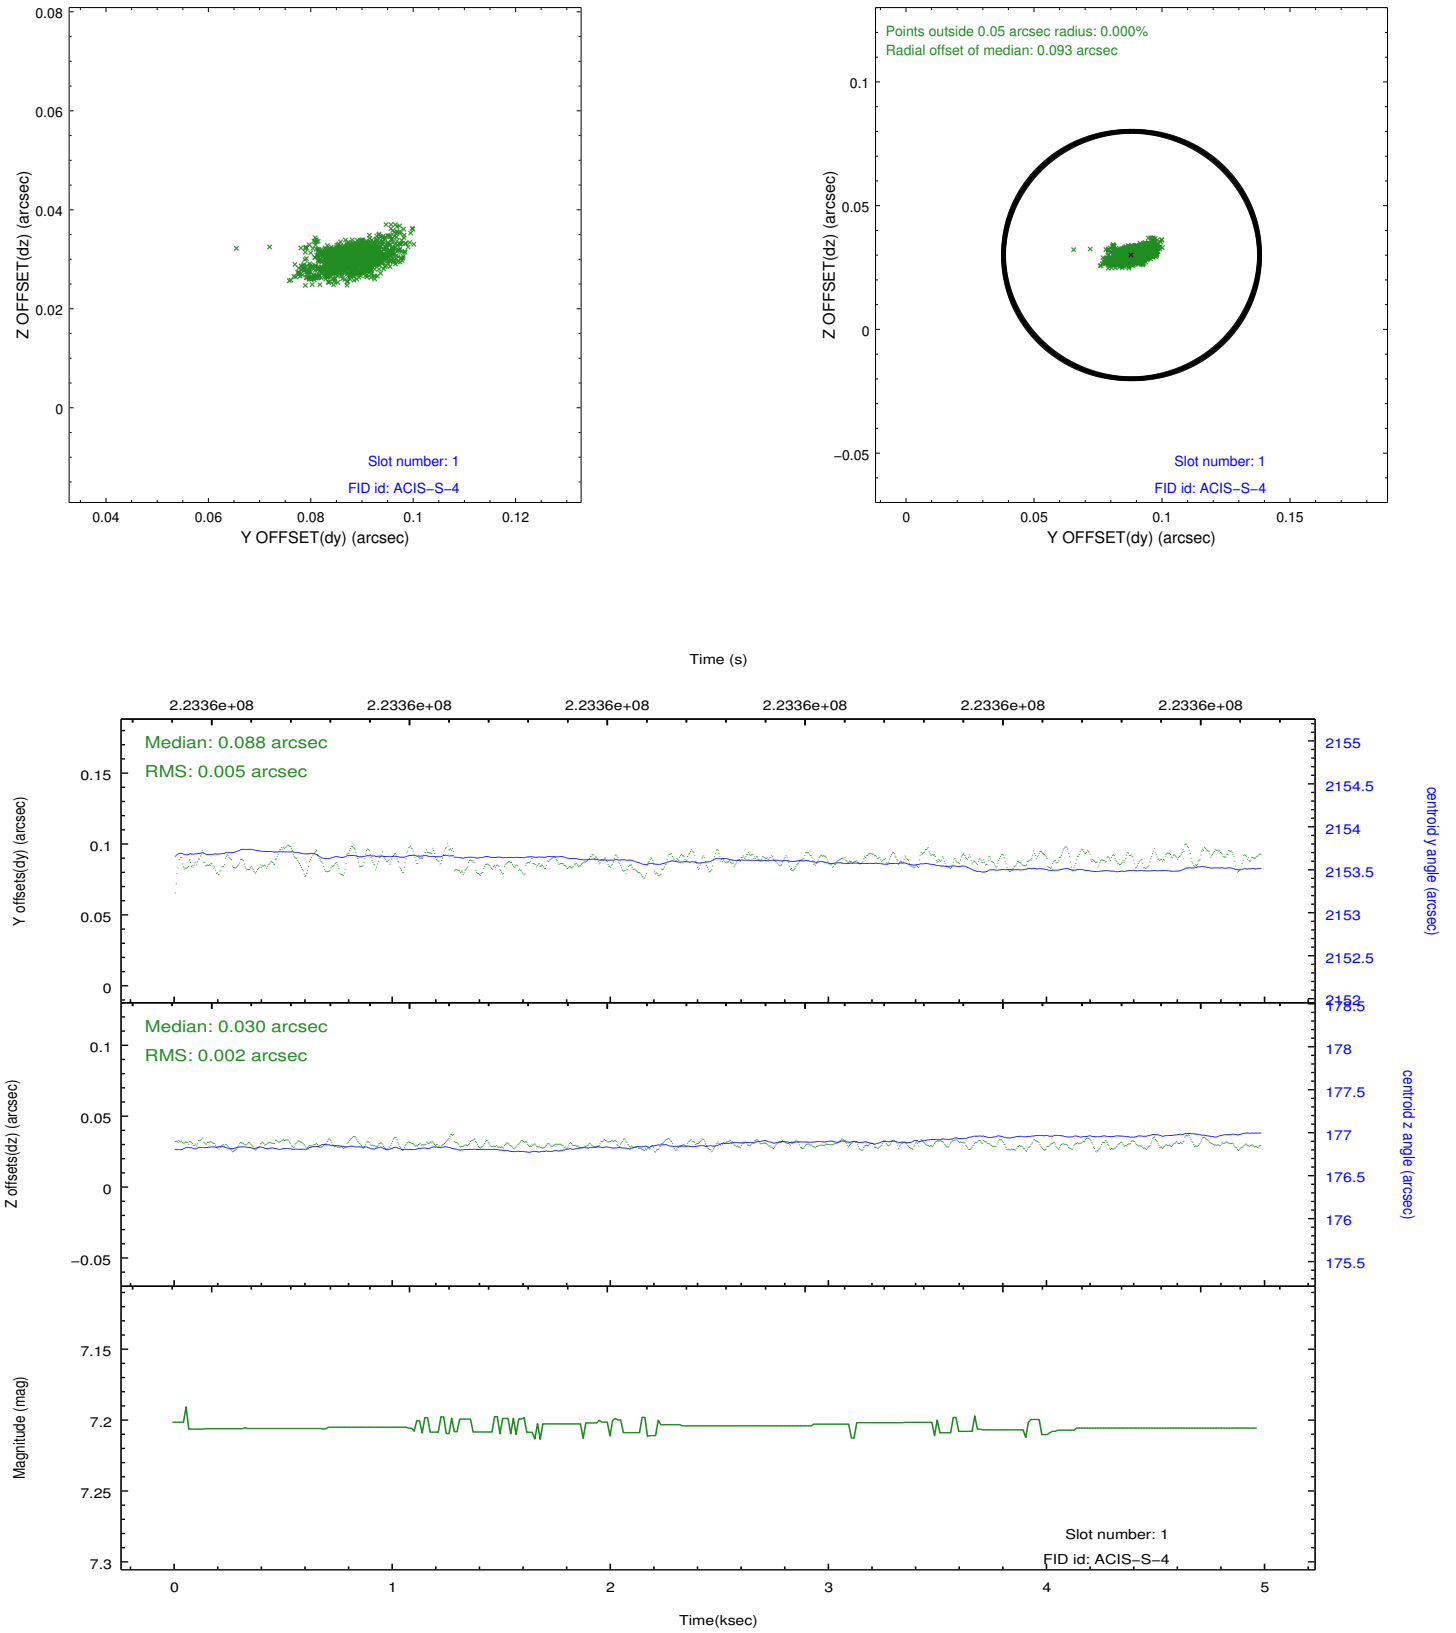 0.08
0.06
0.04
0.02
0
Z OFFSET(dz) (arcsec)
Slot number: 1
FID id: ACIS−S−4
0.04 0.06 0.08 0.1 0.12
Y OFFSET(dy) (arcsec)
Points outside 0.05 arcsec radius: 0.000%
Radial offset of median: 0.093 arcsec
0.1
0.05
0
−0.05
Z OFFSET(dz) (arcsec)
Slot number: 1
FID id: ACIS−S−4
0 0.05 0.1 0.15
Y OFFSET(dy) (arcsec)
Time (s)
2.2336e+08 2.2336e+08 2.2336e+08 2.2336e+08 2.2336e+08 2.2336e+08
Median: 0.088 arcsec
RMS: 0.005 arcsec
0.15
0.1
0.05
0
Y offsets(dy) (arcsec)
2155
2154.5
2154
2153.5
2153
2152.5
2152
centroid y angle (arcsec)
Median: 0.030 arcsec
RMS: 0.002 arcsec
0.1
0.05
0
−0.05
Z offsets(dz) (arcsec)
178.5
178
177.5
177
176.5
176
175.5
centroid z angle (arcsec)
7.15
7.2
7.25
7.3
Magnitude (mag)
Slot number: 1
FID id: ACIS−S−4
0 1 2 3 4 5
Time(ksec)